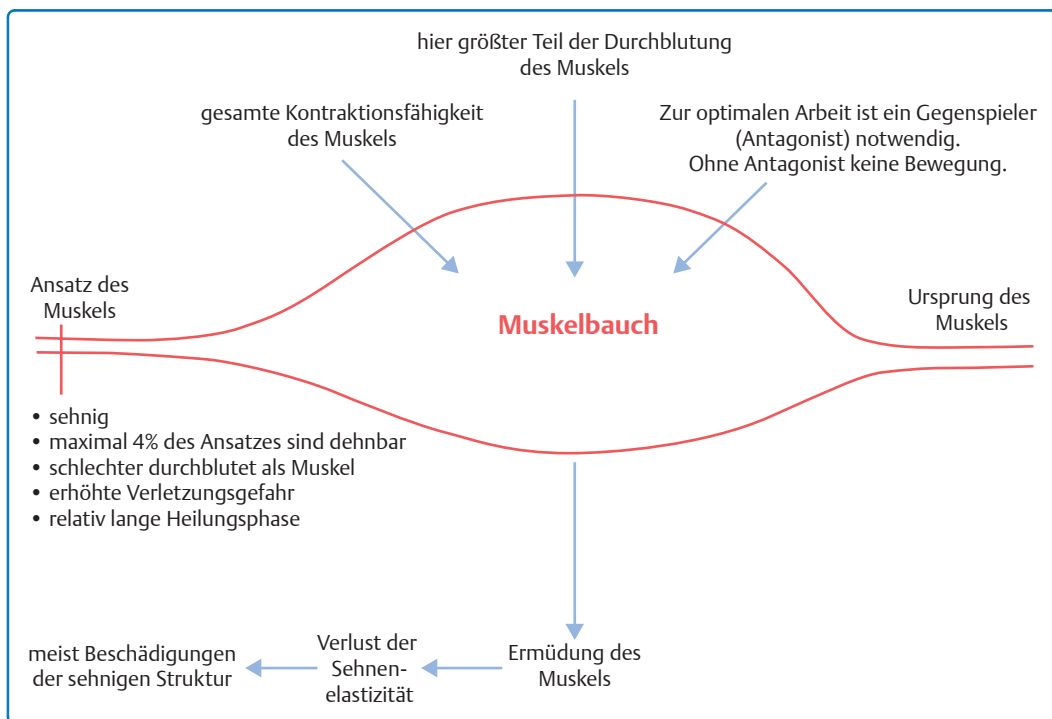 hier größter Teil der Durchblutung
des Muskels
gesamte Kontraktionsfähigkeit
des Muskels
Zur optimalen Arbeit ist ein Gegenspieler
(Antagonist) notwendig.
Ohne Antagonist keine Bewegung.
Ansatz des
Muskels
Muskelbauch
Ursprung des
Muskels
• sehnig
• maximal 4% des Ansatzes sind dehnbar
• schlechter durchblutet als Muskel
• erhöhte Verletzungsgefahr
• relativ lange Heilungsphase
meist Beschädigungen
der sehnigen Struktur
Verlust der
Sehnen-
elastizität
Ermüdung des
Muskels